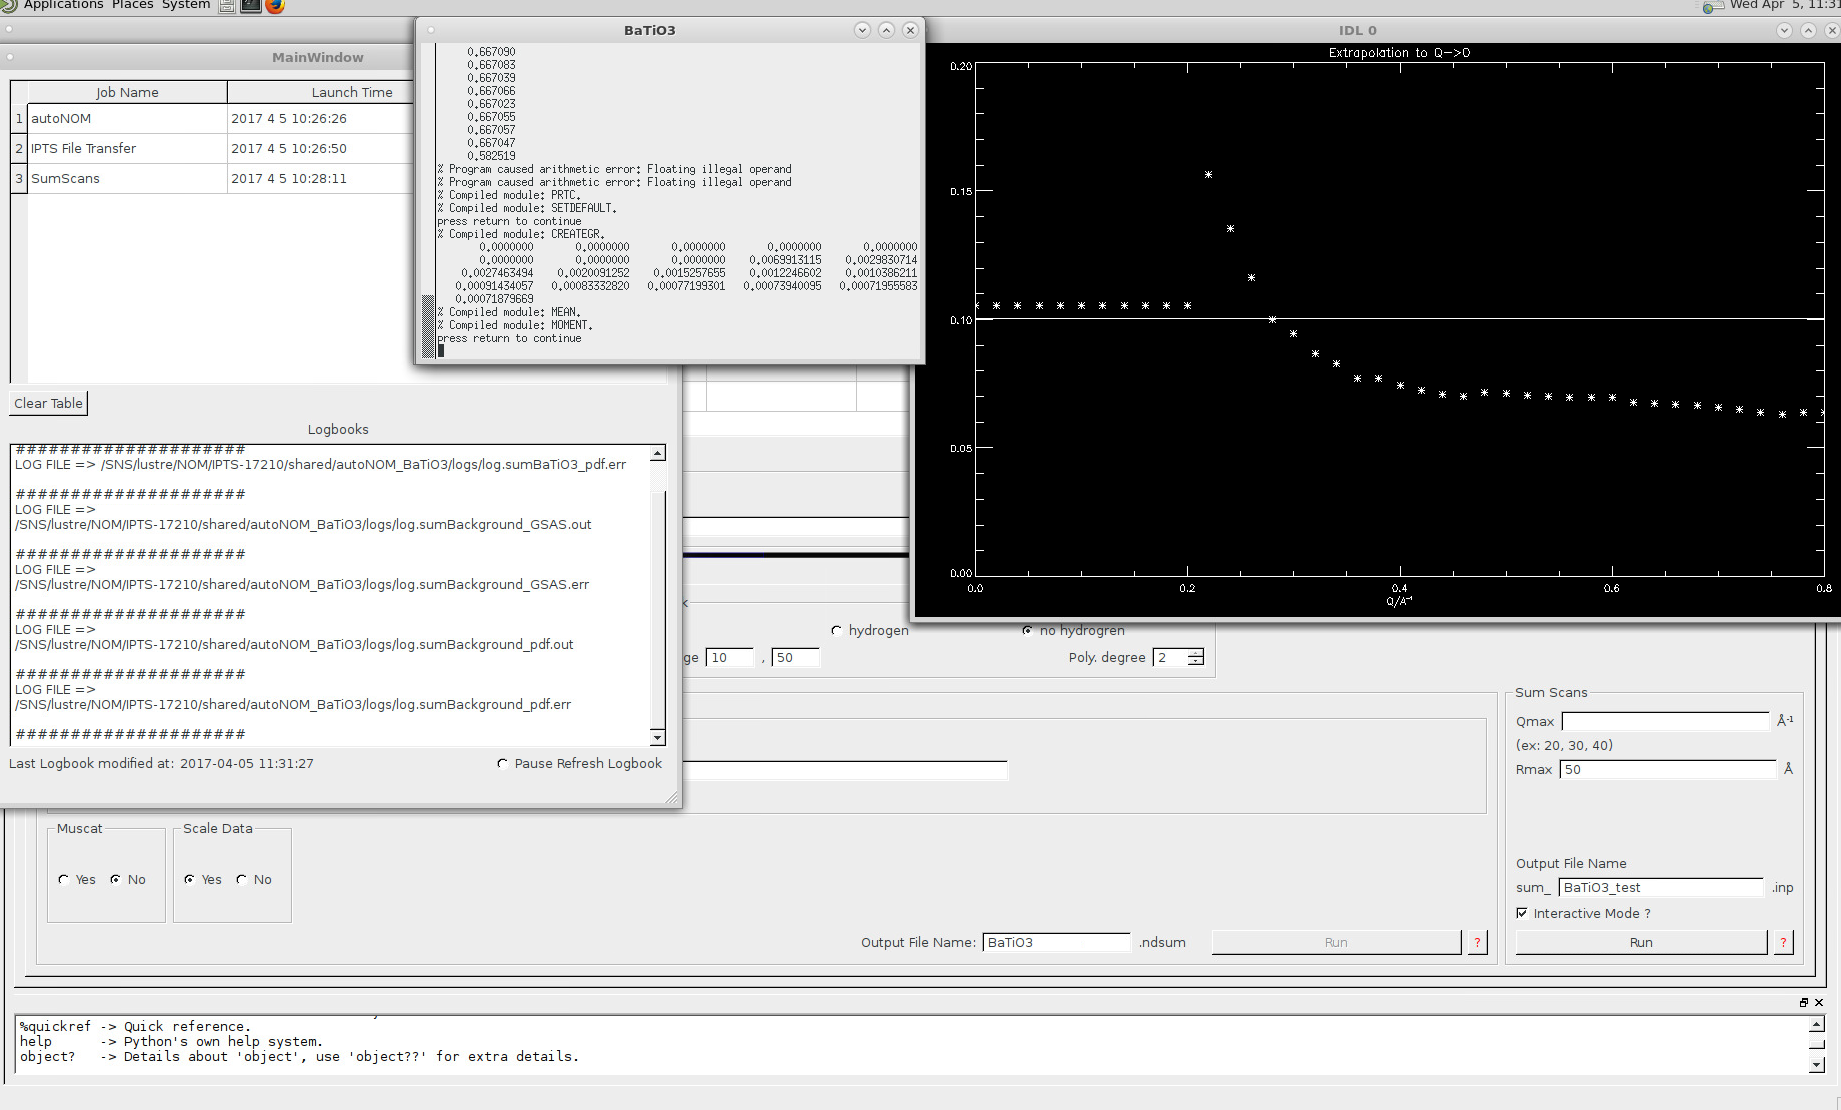 Applications Places System
Wed Apr 5, 11:31
MainWindow
Job Name Launch Time
1 autoNOM 2017 4 5 10:26:26
2 IPTS File Transfer 2017 4 5 10:26:50
3 SumScans 2017 4 5 10:28:11
Clear Table
Logbooks
######################
LOG FILE => /SNS/lustre/NOM/IPTS-17210/shared/autoNOM_BaTiO3/logs/log.sumBaTiO3_pdf.err
######################
LOG FILE =>
/SNS/lustre/NOM/IPTS-17210/shared/autoNOM_BaTiO3/logs/log.sumBackground_GSAS.out
######################
LOG FILE =>
/SNS/lustre/NOM/IPTS-17210/shared/autoNOM_BaTiO3/logs/log.sumBackground_GSAS.err
######################
LOG FILE =>
/SNS/lustre/NOM/IPTS-17210/shared/autoNOM_BaTiO3/logs/log.sumBackground_pdf.out
######################
LOG FILE =>
/SNS/lustre/NOM/IPTS-17210/shared/autoNOM_BaTiO3/logs/log.sumBackground_pdf.err
######################
Last Logbook modified at: 2017-04-05 11:31:27
Pause Refresh Logbook
BaTiO3
0.667090
0.667083
0.667039
0.667066
0.667023
0.667055
0.667057
0.667047
0.582519
% Program caused arithmetic error: Floating illegal operand
% Program caused arithmetic error: Floating illegal operand
% Compiled module: PRTC.
% Compiled module: SETDEFAULT.
press return to continue
% Compiled module: CREATEGR.
0.0000000 0.0000000 0.0000000 0.0000000 0.0000000
0.0000000 0.0000000 0.0000000 0.0069913115 0.0029830714
0.0027463494 0.0020091252 0.0015257655 0.0012246602 0.0010386211
0.00091434057 0.00083332820 0.00077199301 0.00073940095 0.00071955583
0.00071879669
% Compiled module: MEAN.
% Compiled module: MOMENT.
press return to continue
IDL 0
Extrapolation to Q->0
0.20
0.15
0.10
0.05
0.00
0.0 0.2 0.4 0.6 0.8
Q/A⁻¹
hydrogen no hydrogren
ge 10 , 50 Poly. degree 2
Muscat
Yes No
Scale Data
Yes No
Output File Name: BaTiO3 .ndsum Run ?
Sum Scans
Qmax Å⁻¹
(ex: 20, 30, 40)
Rmax 50 Å
Output File Name
sum_ BaTiO3_test .inp
Interactive Mode ?
Run ?
%quickref -> Quick reference.
help -> Python's own help system.
object? -> Details about 'object', use 'object??' for extra details.